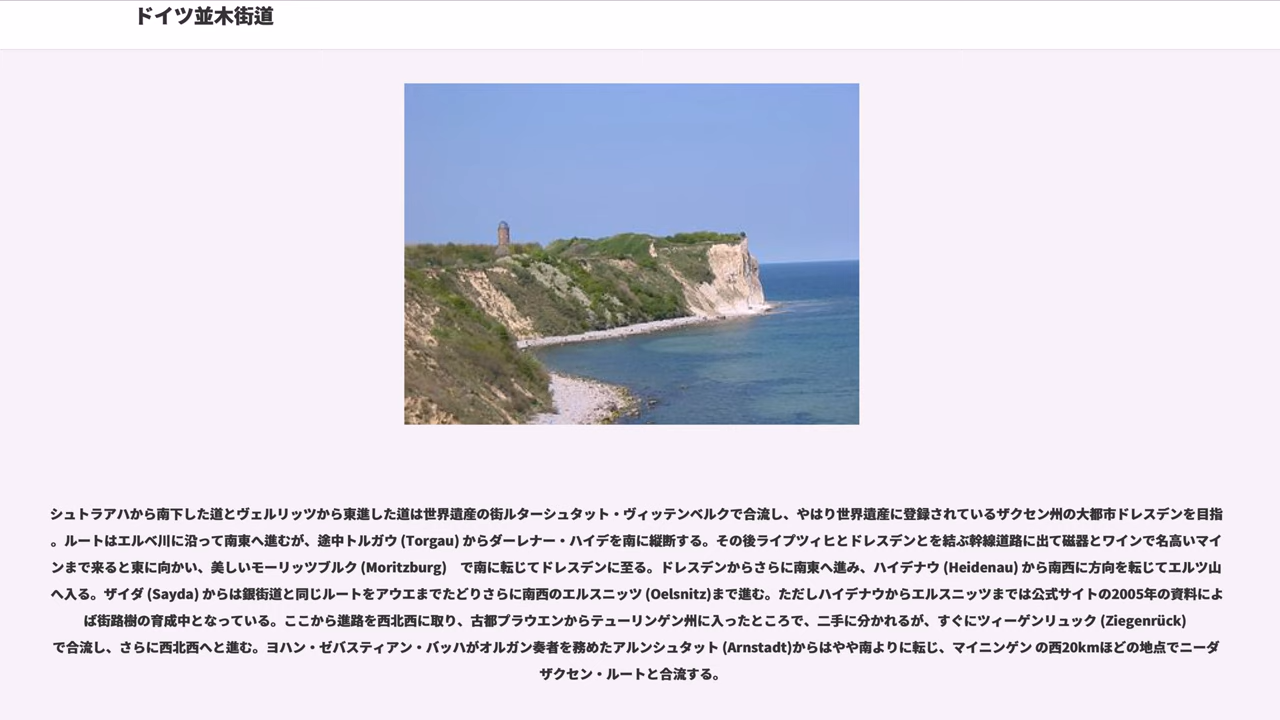 ドイツ並木街道
シュトラアハから南下した道とヴェルリッツから東進した道は世界遺産の街ルターシュタット・ヴィッテンベルクで合流し、やはり世界遺産に登録されているザクセン州の大都市ドレスデンを目指
。ルートはエルベ川に沿って南東へ進むが、途中トルガウ (Torgau) からダーレナー・ハイデを南に縦断する。その後ライプツィヒとドレスデンとを結ぶ幹線道路に出て磁器とワインで名高いマイ
ンまで来ると東に向かい、美しいモーリッツブルク (Moritzburg)　で南に転じてドレスデンに至る。ドレスデンからさらに南東へ進み、ハイデナウ (Heidenau) から南西に方向を転じてエルツ山
へ入る。ザイダ (Sayda) からは銀街道と同じルートをアウエまでたどりさらに南西のエルスニッツ (Oelsnitz)まで進む。ただしハイデナウからエルスニッツまでは公式サイトの2005年の資料によ
ば街路樹の育成中となっている。ここから進路を西北西に取り、古都プラウエンからテューリンゲン州に入ったところで、二手に分かれるが、すぐにツィーゲンリュック (Ziegenrück)
で合流し、さらに西北西へと進む。ヨハン・ゼバスティアン・バッハがオルガン奏者を務めたアルンシュタット (Arnstadt)からはやや南よりに転じ、マイニンゲン の西20kmほどの地点でニーダ
ザクセン・ルートと合流する。